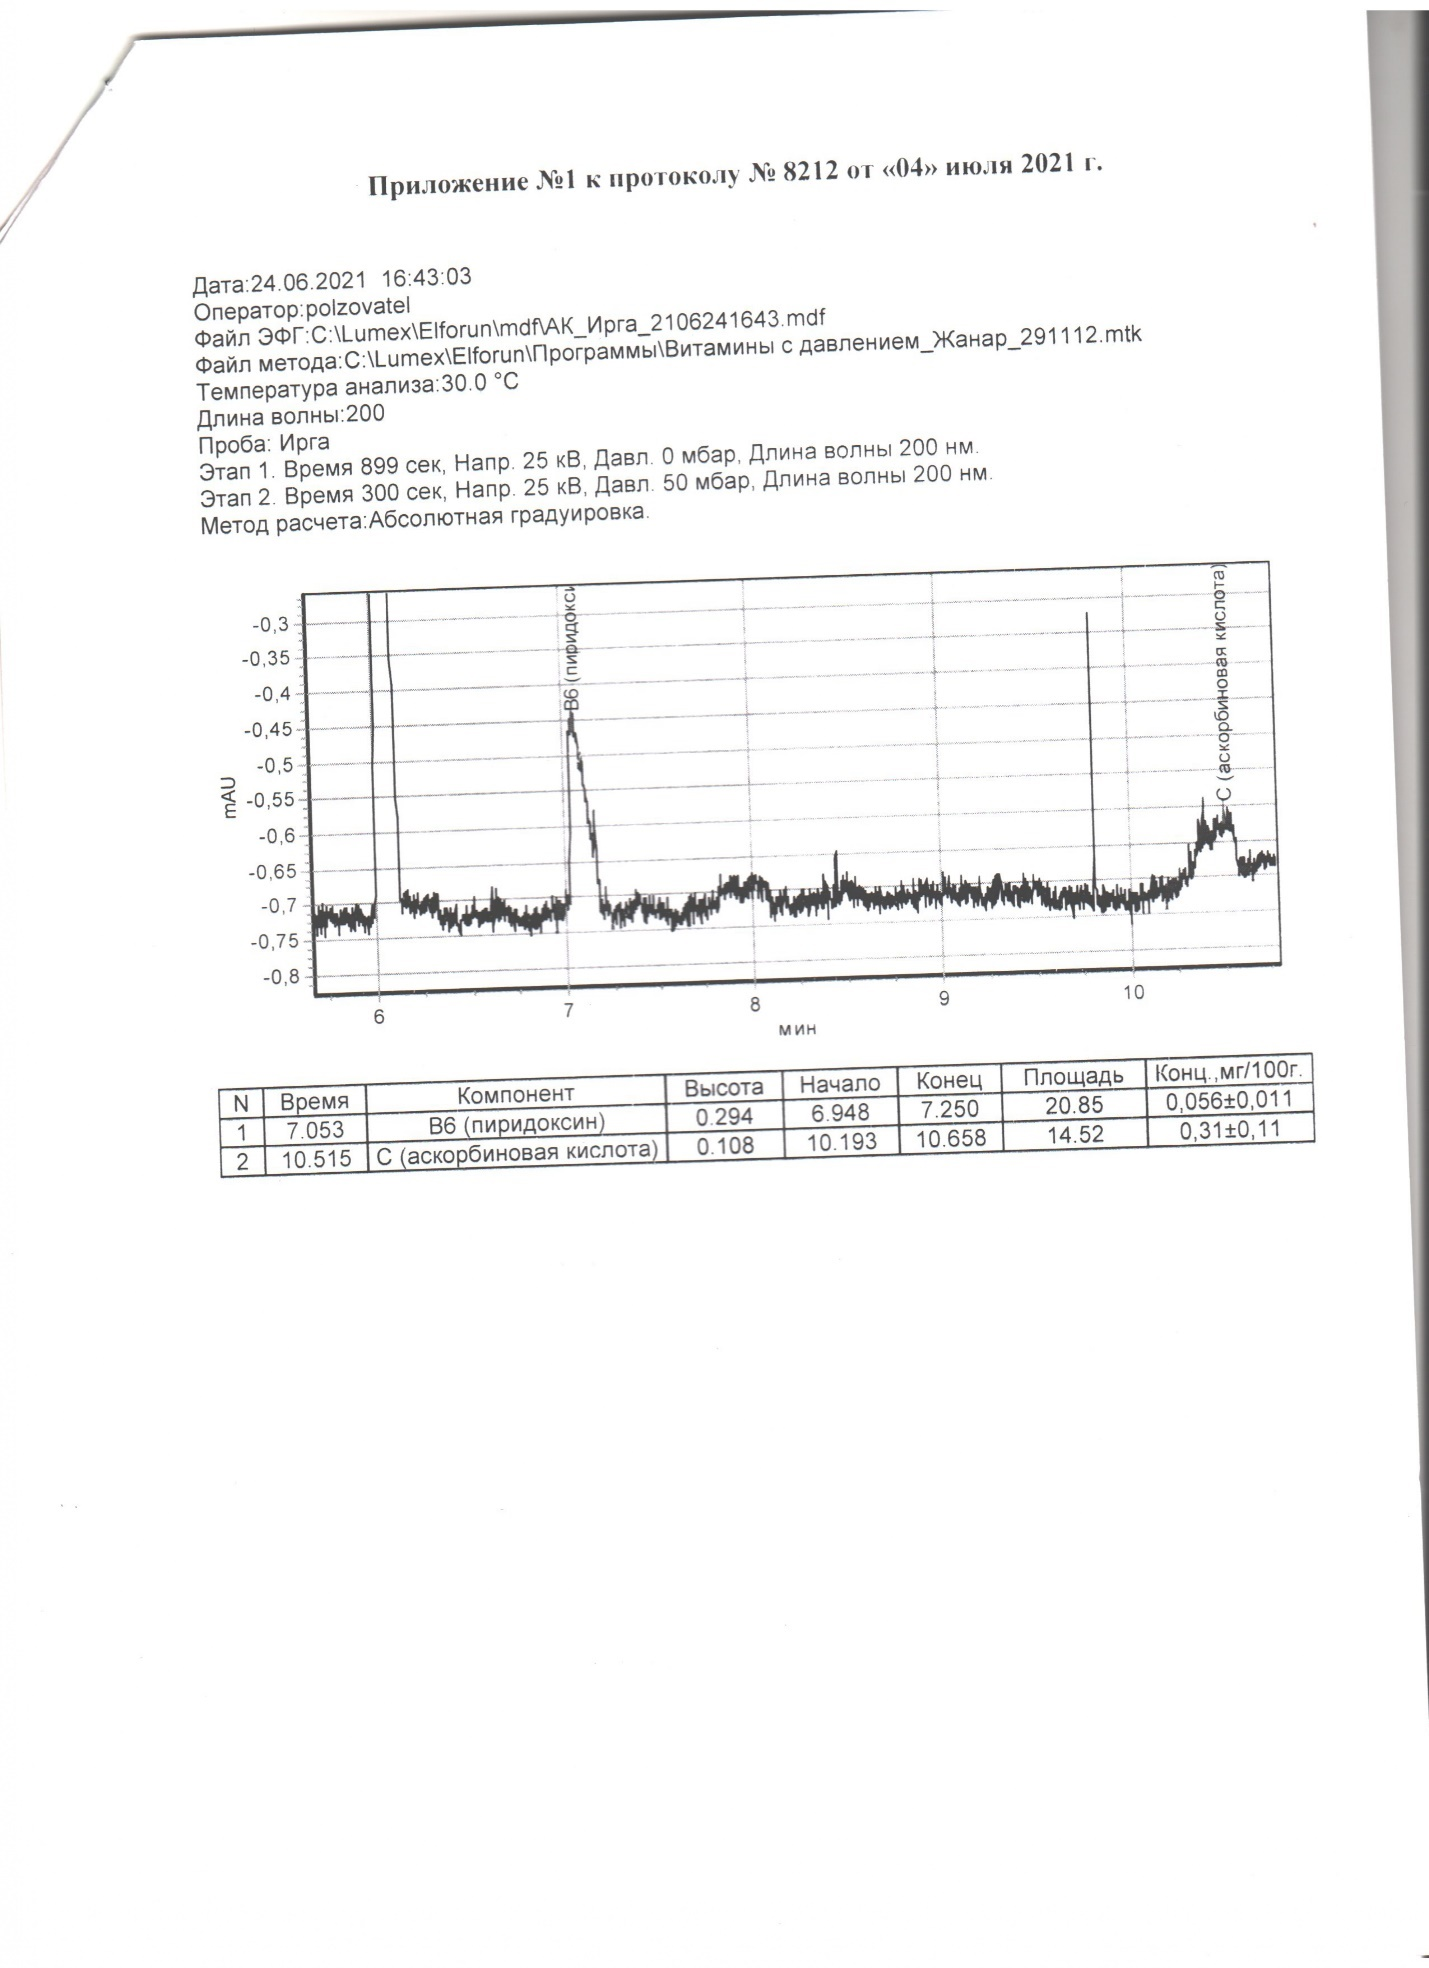 Приложение №1 к протоколу № 8212 от «04» июля 2021 г.
Дата:24.06.2021 16:43:03
Оператор:polzovatel
Файл ЭФГ:C:\Lumex\Elforun\mdf\АК_Ирга_2106241643.mdf
Файл метода:C:\Lumex\Elforun\Программы\Витамины с давлением_Жанар_291112.mtk
Температура анализа:30.0 °C
Длина волны:200
Проба: Ирга
Этап 1. Время 899 сек, Напр. 25 кВ, Давл. 0 мбар, Длина волны 200 нм.
Этап 2. Время 300 сек, Напр. 25 кВ, Давл. 50 мбар, Длина волны 200 нм.
Метод расчета:Абсолютная градуировка.
mAU
-0,3
-0,35
-0,4
-0,45
-0,5
-0,55
-0,6
-0,65
-0,7
-0,75
-0,8
B6 (пиридокси
C (аскорбиновая кислота)
6 7 8 9 10
мин
N Время Компонент Высота Начало Конец Площадь Конц.,мг/100г.
1 7.053 B6 (пиридоксин) 0.294 6.948 7.250 20.85 0,056±0,011
2 10.515 C (аскорбиновая кислота) 0.108 10.193 10.658 14.52 0,31±0,11